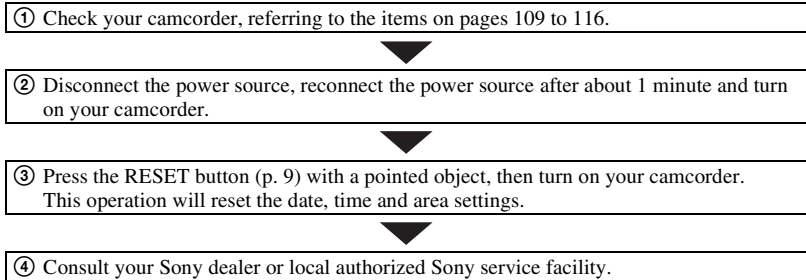 ① Check your camcorder, referring to the items on pages 109 to 116.
② Disconnect the power source, reconnect the power source after about 1 minute and turn
on your camcorder.
③ Press the RESET button (p. 9) with a pointed object, then turn on your camcorder.
This operation will reset the date, time and area settings.
④ Consult your Sony dealer or local authorized Sony service facility.